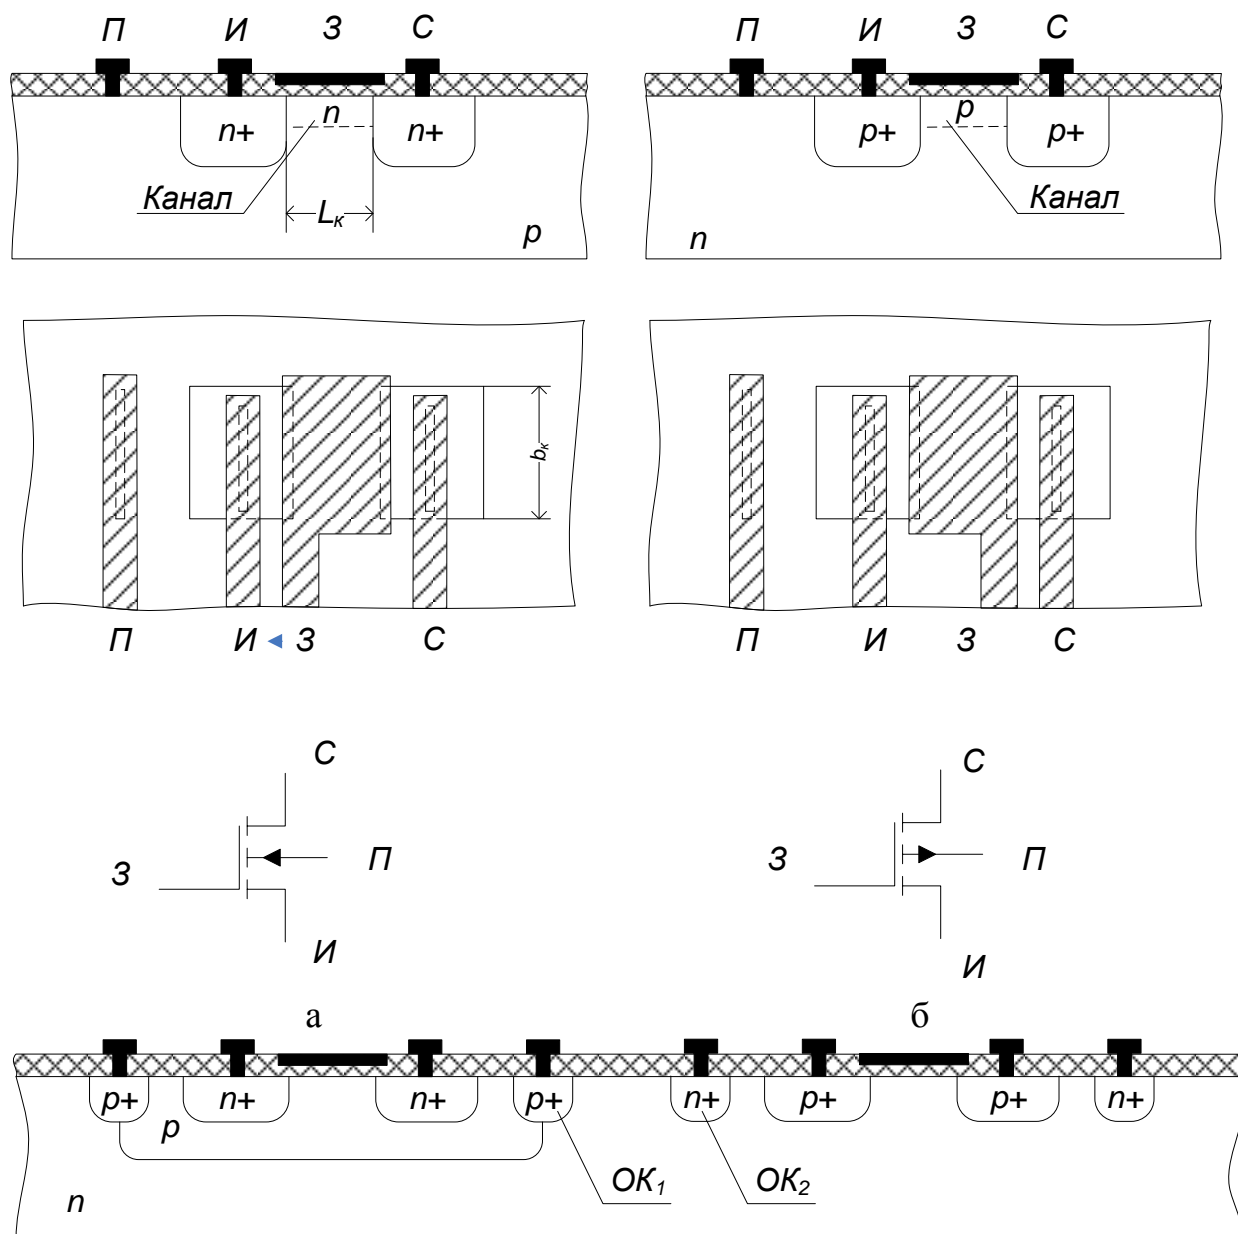 П И З С
П И З С
n+ n n+
p+ p p+
Канал
Lк
p
Канал
n
bк
П И З С
П И З С
С
З
П
И
С
З
П
И
а
б
p+ n+ n+ p+ n+ p+ p+ n+
p
n
ОК1
ОК2